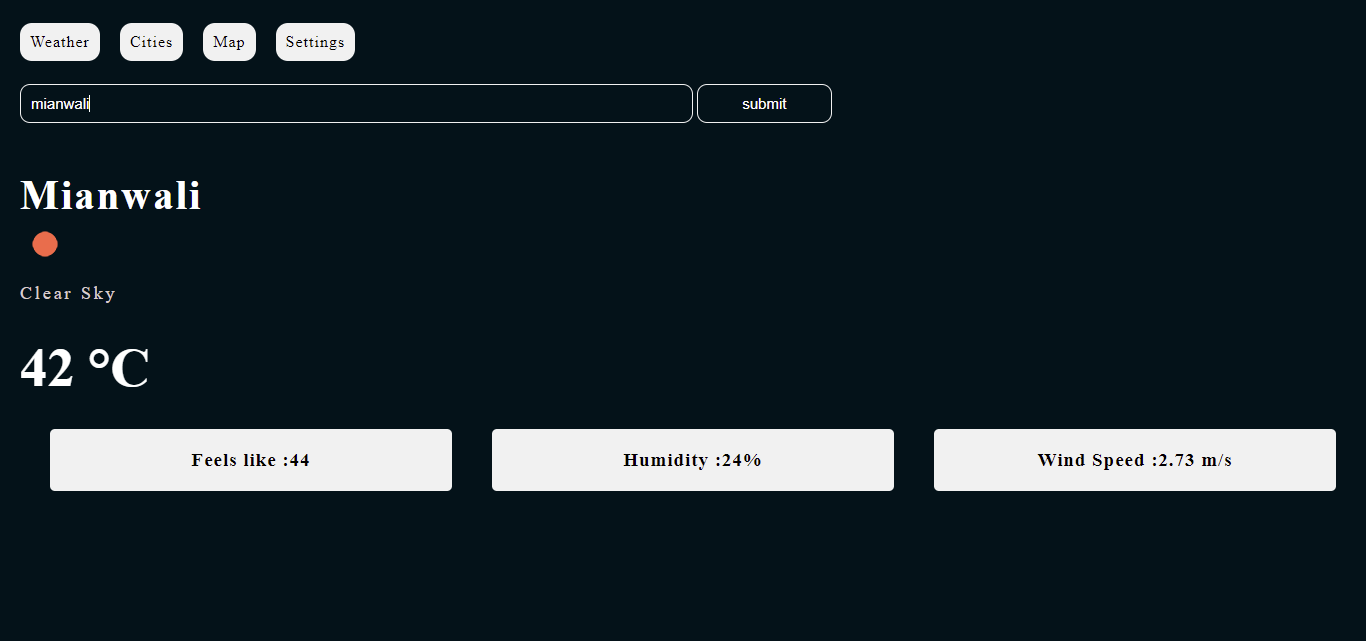 Weather Cities Map Settings
mianwali submit
Mianwali
Clear Sky
42 °C
Feels like :44 Humidity :24% Wind Speed :2.73 m/s